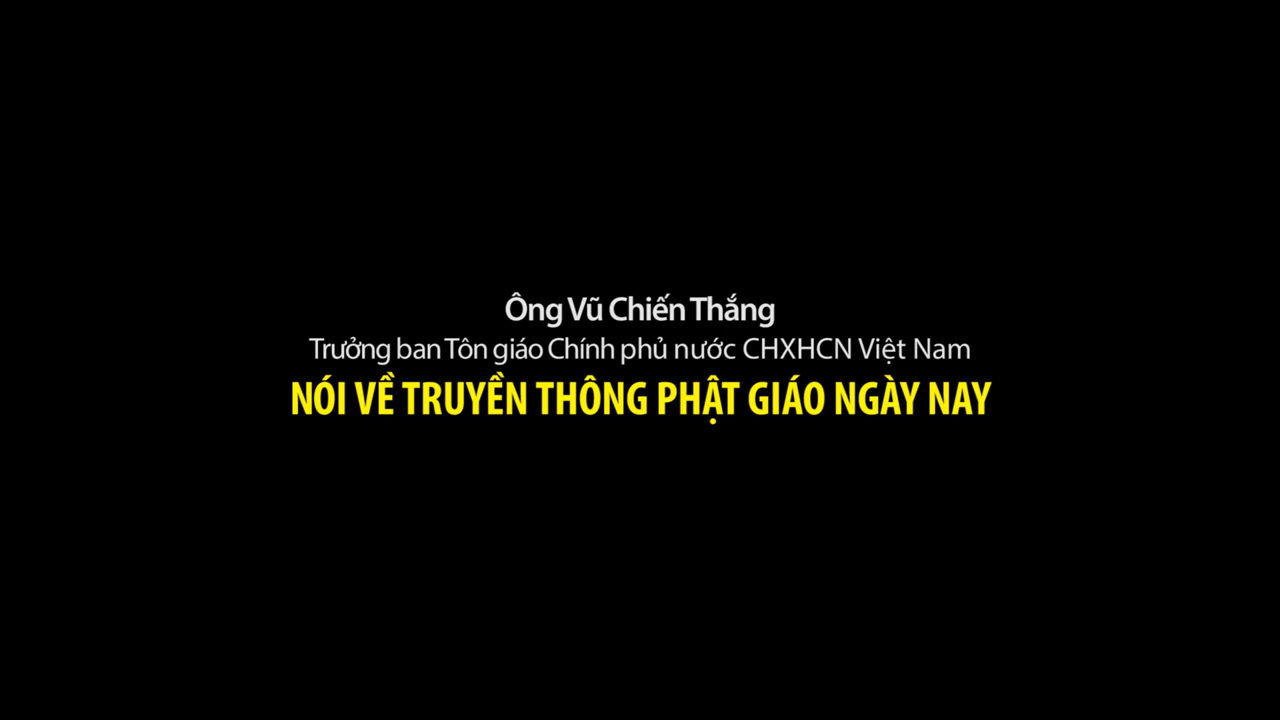 Ông Vũ Chiến Thắng
Trưởng ban Tôn giáo Chính phủ nước CHXHCN Việt Nam
NÓI VỀ TRUYỀN THÔNG PHẬT GIÁO NGÀY NAY